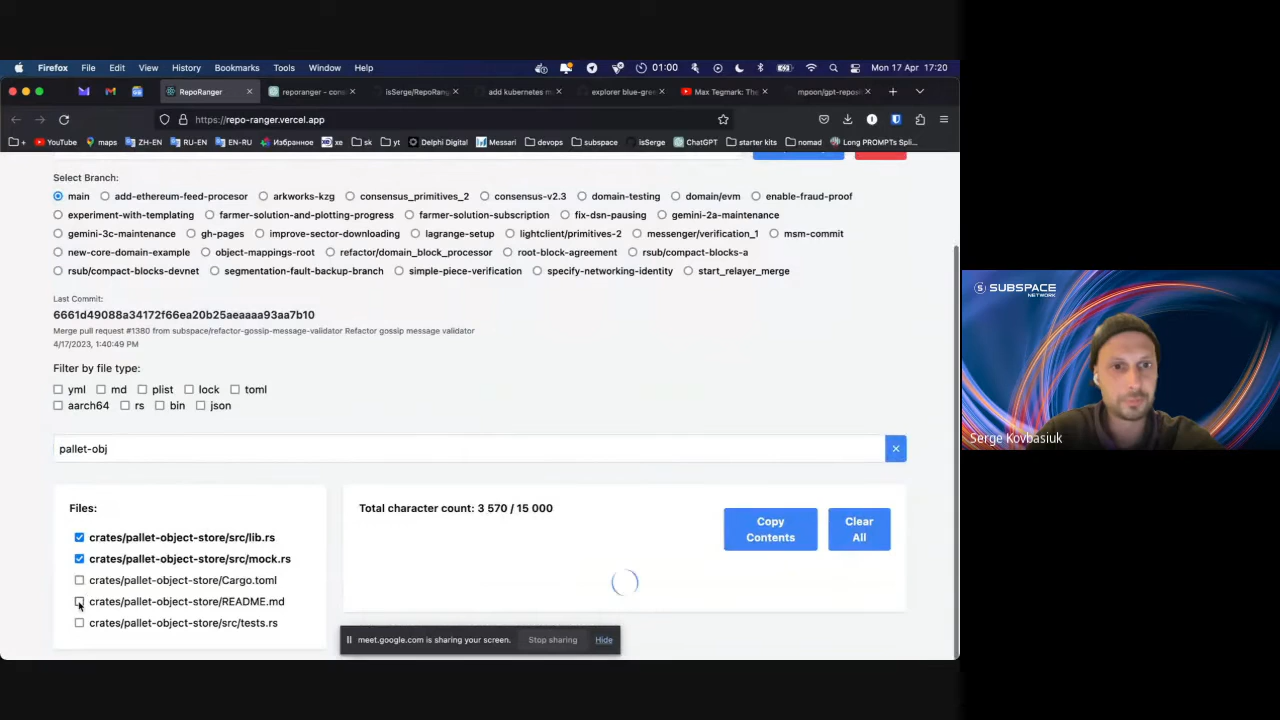 Firefox File Edit View History Bookmarks Tools Window Help 01:00 Mon 17 Apr 17:20
RepoRanger reporanger - con isSerge/RepoRan add kubernetes m explorer blue-gre Max Tegmark: The mpoon/gpt-reposi
https://repo-ranger.vercel.app
+ YouTube maps ZH-EN RU-EN EN-RU Избранное sk yt xe Delphi Digital Messari devops subspace isSerge ChatGPT starter kits nomad Long PROMPTs Spli...
Select Branch:
main add-ethereum-feed-procesor arkworks-kzg consensus_primitives_2 consensus-v2.3 domain-testing domain/evm enable-fraud-proof
experiment-with-templating farmer-solution-and-plotting-progress farmer-solution-subscription fix-dsn-pausing gemini-2a-maintenance
gemini-3c-maintenance gh-pages improve-sector-downloading lagrange-setup lightclient/primitives-2 messenger/verification_1 msm-commit
new-core-domain-example object-mappings-root refactor/domain_block_processor root-block-agreement rsub/compact-blocks-a
rsub/compact-blocks-devnet segmentation-fault-backup-branch simple-piece-verification specify-networking-identity start_relayer_merge
Last Commit:
6661d49088a34172f66ea20b25aeaaaa93aa7b10
Merge pull request #1380 from subspace/refactor-gossip-message-validator Refactor gossip message validator
4/17/2023, 1:40:49 PM
Filter by file type:
yml md plist lock toml
aarch64 rs bin json
pallet-obj
Files:
crates/pallet-object-store/src/lib.rs
crates/pallet-object-store/src/mock.rs
crates/pallet-object-store/Cargo.toml
crates/pallet-object-store/README.md
crates/pallet-object-store/src/tests.rs
Total character count: 3 570 / 15 000
Copy
Contents
Clear
All
meet.google.com is sharing your screen. Stop sharing Hide
SUBSPACE
NETWORK
Serge Kovbasiuk